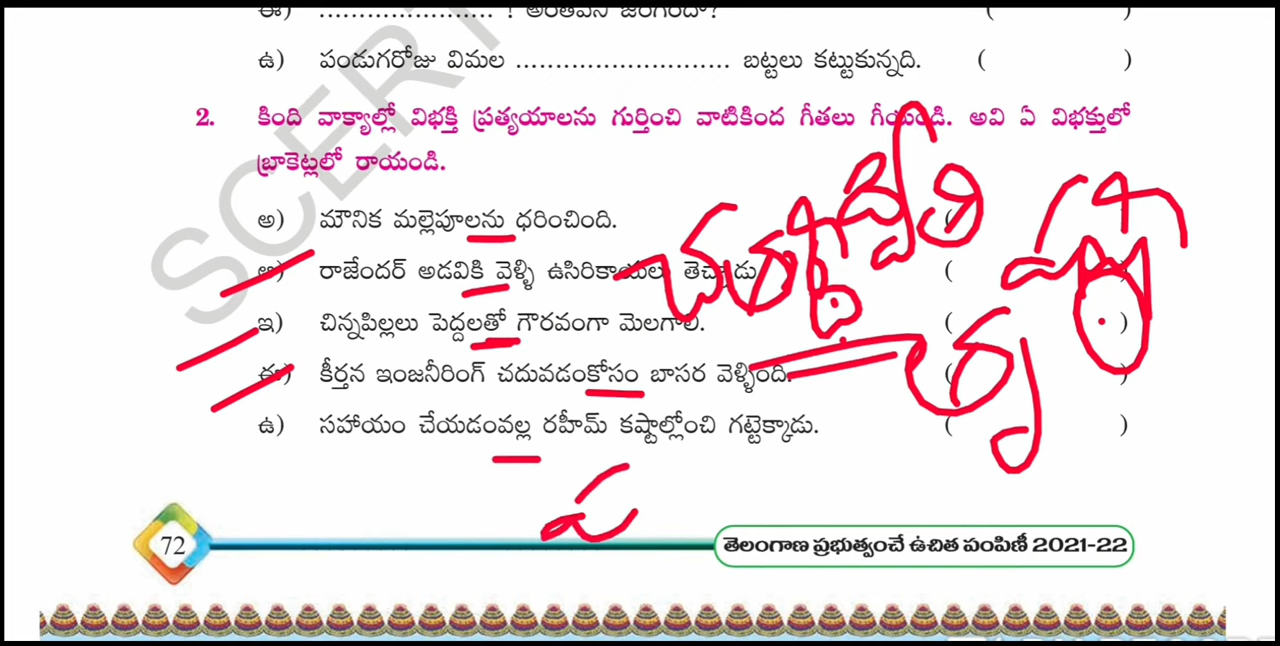 ఈ) ...................... ! అంతపని జరిగిందా? ( )
ఉ) పండుగరోజు విమల ........................... బట్టలు కట్టుకున్నది. ( )
2. కింది వాక్యాల్లో విభక్తి ప్రత్యయాలను గుర్తించి వాటికింద గీతలు గీయండి. అవి ఏ విభక్తులో
బ్రాకెట్లలో రాయండి.
అ) మౌనిక మల్లెపూలను ధరించింది. ( )
ఆ) రాజేందర్ అడవికి వెళ్ళి ఉసిరికాయలు తెచ్చాడు. ( )
ఇ) చిన్నపిల్లలు పెద్దలతో గౌరవంగా మెలగాలి. ( )
ఈ) కీర్తన ఇంజనీరింగ్ చదువడంకోసం బాసర వెళ్ళింది. ( )
ఉ) సహాయం చేయడంవల్ల రహీమ్ కష్టాల్లోంచి గట్టెక్కాడు. ( )
72
తెలంగాణ ప్రభుత్వంచే ఉచిత పంపిణీ 2021-22
SCERT